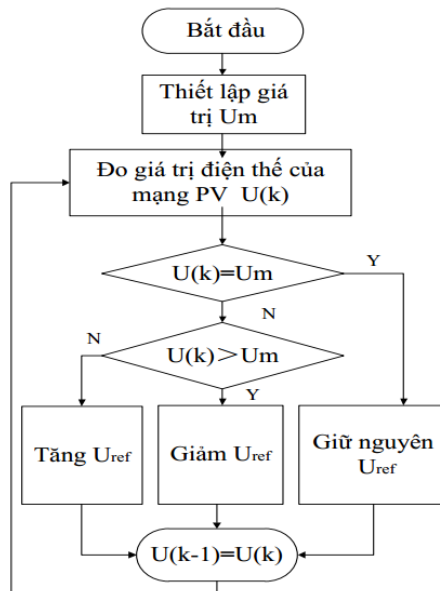 Bắt đầu
Thiết lập giá
trị Um
Đo giá trị điện thế của
mạng PV U(k)
U(k)=Um
Y
N
U(k)>Um
N
Y
Tăng Uref
Giảm Uref
Giữ nguyên
Uref
U(k-1)=U(k)